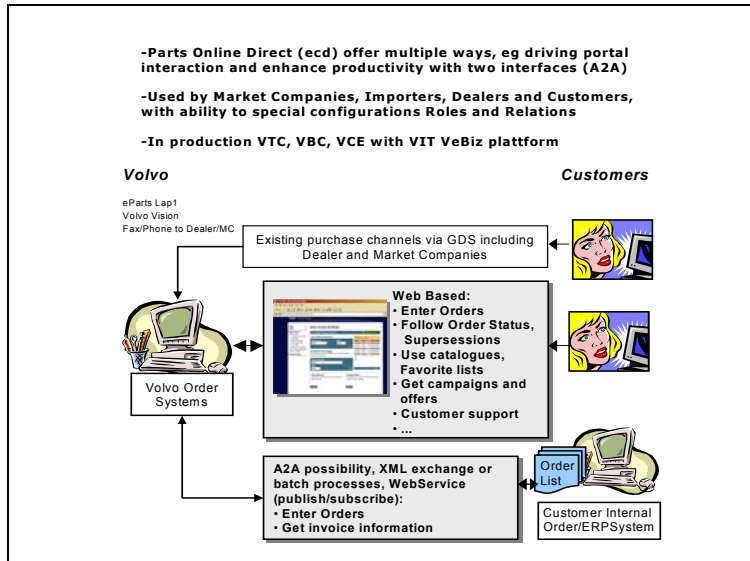 -Parts Online Direct (ecd) offer multiple ways, eg driving portal
interaction and enhance productivity with two interfaces (A2A)
-Used by Market Companies, Importers, Dealers and Customers,
with ability to special configurations Roles and Relations
-In production VTC, VBC, VCE with VIT VeBiz plattform
Volvo
Customers
eParts Lap1
Volvo Vision
Fax/Phone to Dealer/MC
Existing purchase channels via GDS including
Dealer and Market Companies
Web Based:
• Enter Orders
• Follow Order Status,
Supersessions
• Use catalogues,
Favorite lists
• Get campaigns and
offers
• Customer support
• ...
Volvo Order
Systems
A2A possibility, XML exchange or
batch processes, WebService
(publish/subscribe):
• Enter Orders
• Get invoice information
Order
List
Customer Internal
Order/ERPSystem